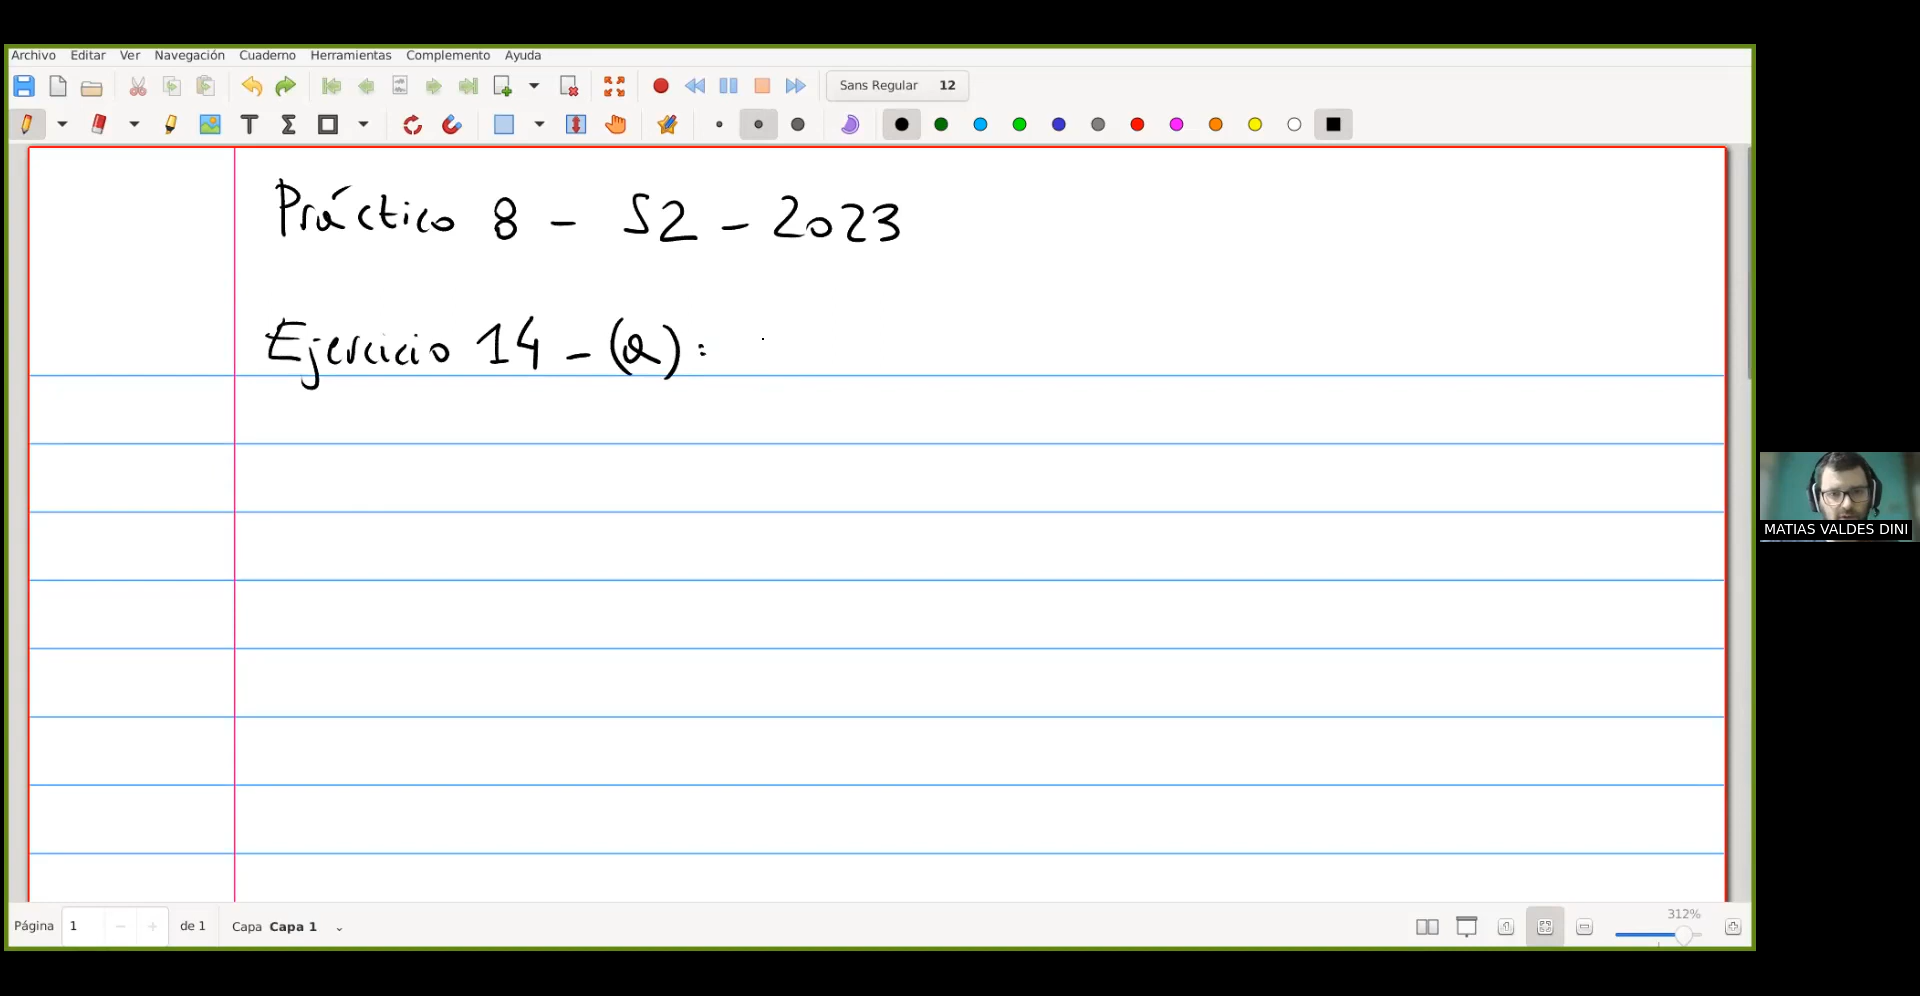 Archivo Editar Ver Navegación Cuaderno Herramientas Complemento Ayuda
Sans Regular 12
Práctico 8 - S2 - 2023
Ejercicio 14 - (a):
MATIAS VALDES DINI
Página 1 de 1 Capa Capa 1 312%